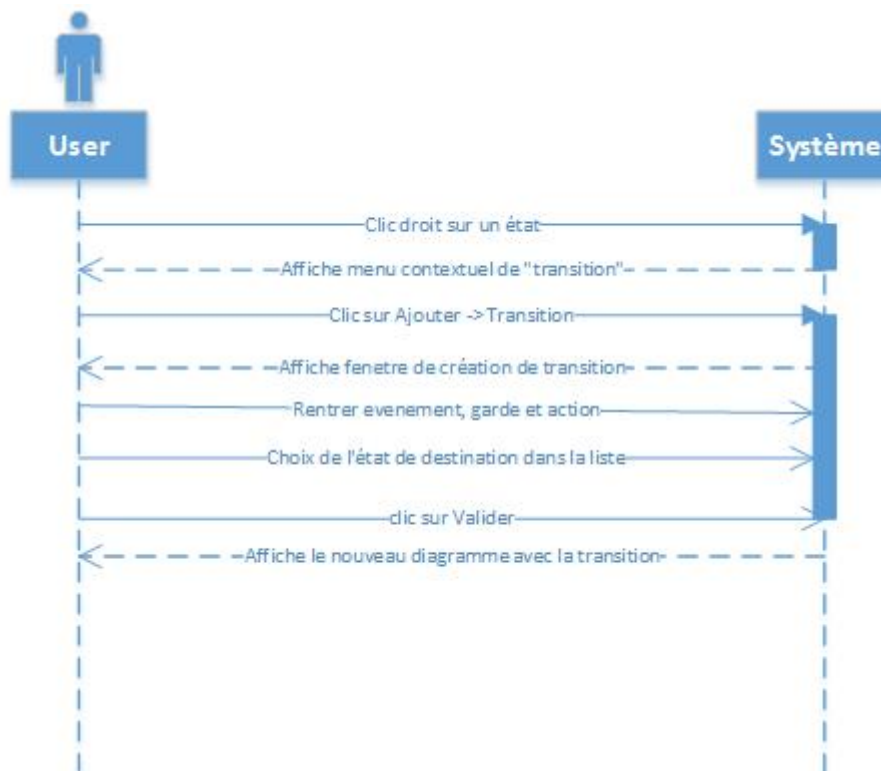 User
Système
Clic droit sur un état
Affiche menu contextuel de "transition"
Clic sur Ajouter -> Transition
Affiche fenetre de création de transition
Rentrer evenement, garde et action
Choix de l'état de destination dans la liste
clic sur Valider
Affiche le nouveau diagramme avec la transition